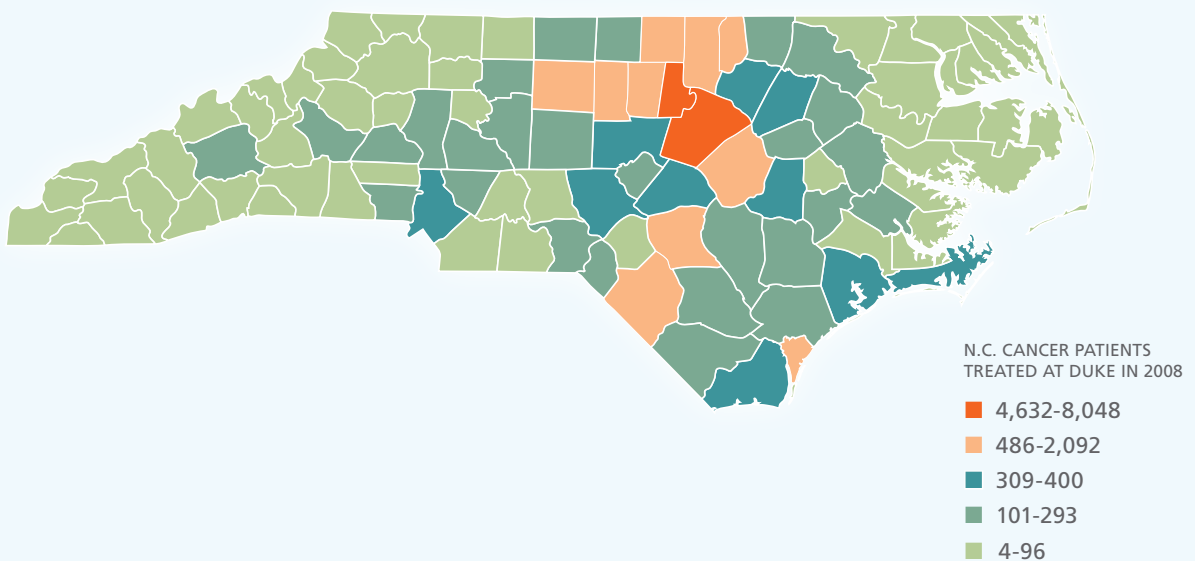 N.C. CANCER PATIENTS
TREATED AT DUKE IN 2008
4,632-8,048
486-2,092
309-400
101-293
4-96